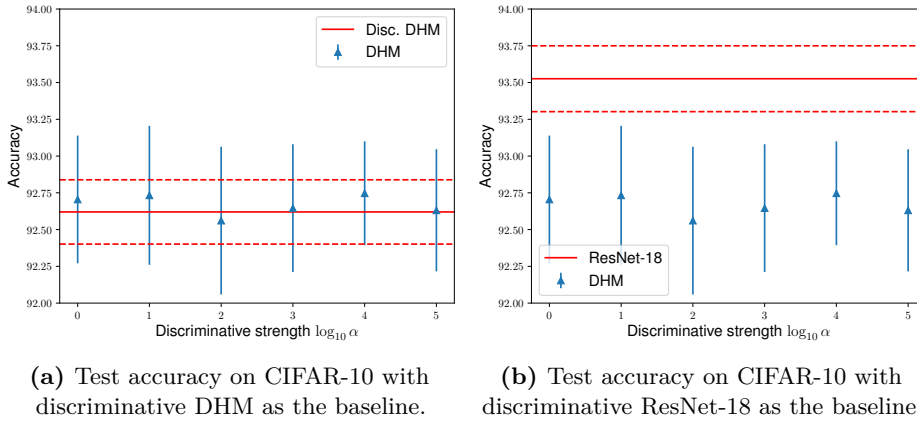 94.00
93.75
93.50
93.25
93.00
92.75
92.50
92.25
92.00
Accuracy
Disc. DHM
DHM
0 1 2 3 4 5
Discriminative strength log₁₀ α
(a) Test accuracy on CIFAR-10 with
discriminative DHM as the baseline.
94.00
93.75
93.50
93.25
93.00
92.75
92.50
92.25
92.00
Accuracy
ResNet-18
DHM
0 1 2 3 4 5
Discriminative strength log₁₀ α
(b) Test accuracy on CIFAR-10 with
discriminative ResNet-18 as the baseline